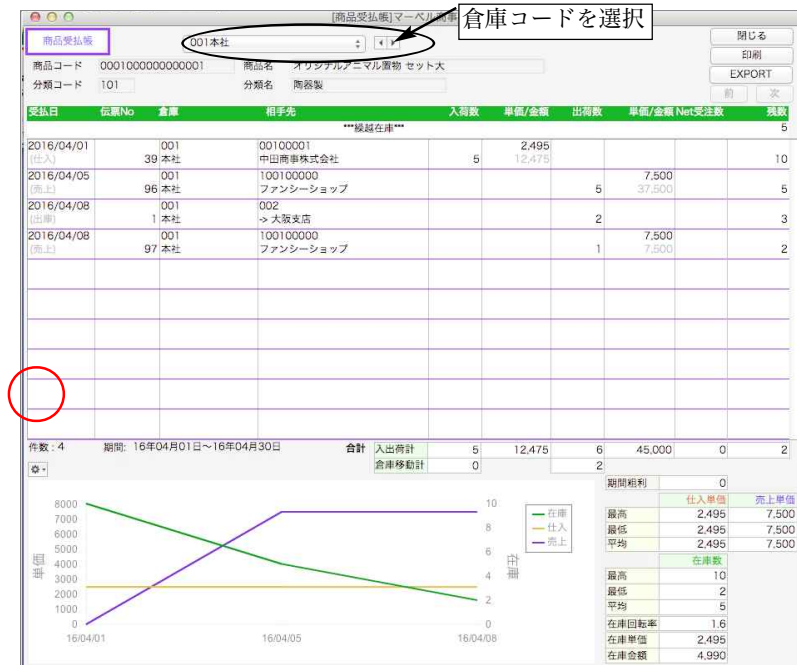 [商品受払帳]マーベル商事
倉庫コードを選択
商品受払帳
001本社
閉じる
商品コード 0001000000000001 商品名 オリジナルアニマル置物 セット大
印刷
分類コード 101 分類名 陶器製
EXPORT
前 次
受払日 伝票No 倉庫 相手先 入荷数 単価/金額 出荷数 単価/金額 Net受注数 残数
***繰越在庫*** 5
2016/04/01 001 00100001 2,495
(仕入) 39 本社 中田商事株式会社 5 12,475 10
2016/04/05 001 100100000 7,500
(売上) 96 本社 ファンシーショップ 5 37,500 5
2016/04/08 001 002
(出庫) 1 本社 -> 大阪支店 2 3
2016/04/08 001 100100000 7,500
(売上) 97 本社 ファンシーショップ 1 7,500 2
件数 : 4 期間: 16年04月01日～16年04月30日 合計 入出荷計 5 12,475 6 45,000 0 2
倉庫移動計 0 2
期間粗利 0
仕入単価 売上単価
最高 2,495 7,500
最低 2,495 7,500
平均 2,495 7,500
在庫数
最高 10
最低 2
平均 5
在庫回転率 1.6
在庫単価 2,495
在庫金額 4,990
単価
8000
7000
6000
5000
4000
3000
2000
1000
0
16/04/01 16/04/05 16/04/08
10
8
6
4
2
0
在庫
在庫
仕入
売上